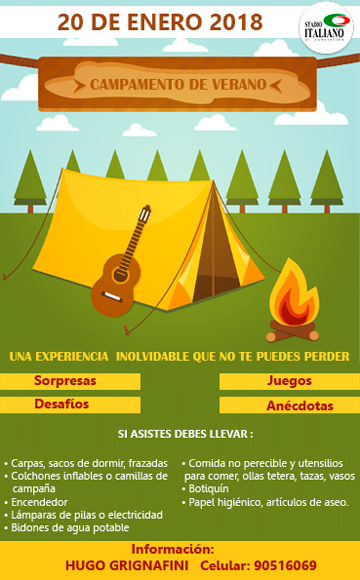 20 DE ENERO 2018
STADIO
ITALIANO
DI CONCEPCION
CAMPAMENTO DE VERANO
UNA EXPERIENCIA INOLVIDABLE QUE NO TE PUEDES PERDER
Sorpresas
Juegos
Desafíos
Anécdotas
SI ASISTES DEBES LLEVAR :
• Carpas, sacos de dormir, frazadas
• Colchones inflables o camillas de
campaña
• Encendedor
• Lámparas de pilas o electricidad
• Bidones de agua potable
• Comida no perecible y utensilios
para comer, ollas tetera, tazas, vasos
• Botiquín
• Papel higiénico, artículos de aseo.
Información:
HUGO GRIGNAFINI Celular: 90516069